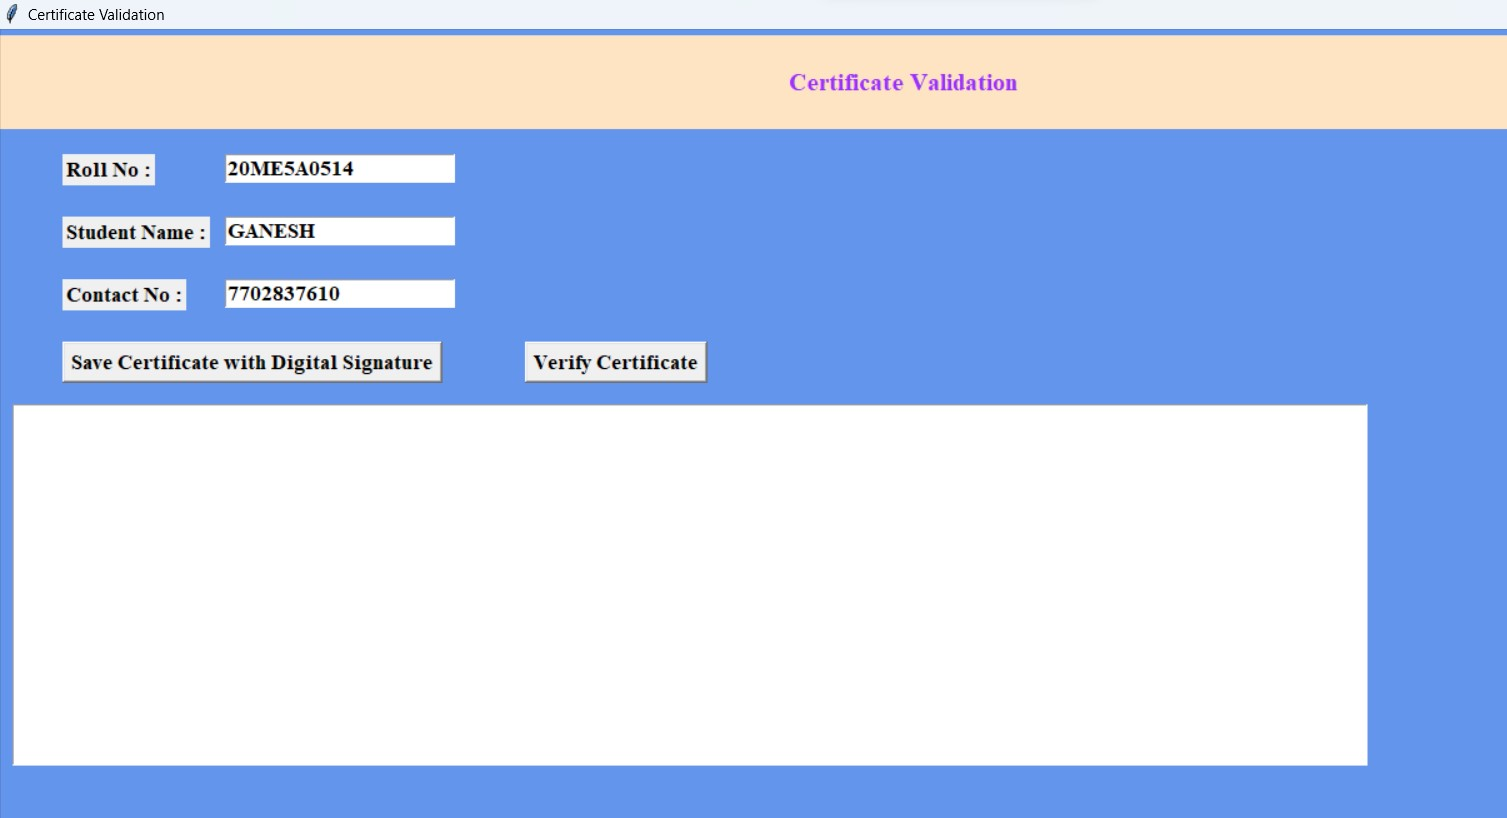 Certificate Validation
Certificate Validation
Roll No : 20ME5A0514
Student Name : GANESH
Contact No : 7702837610
Save Certificate with Digital Signature Verify Certificate